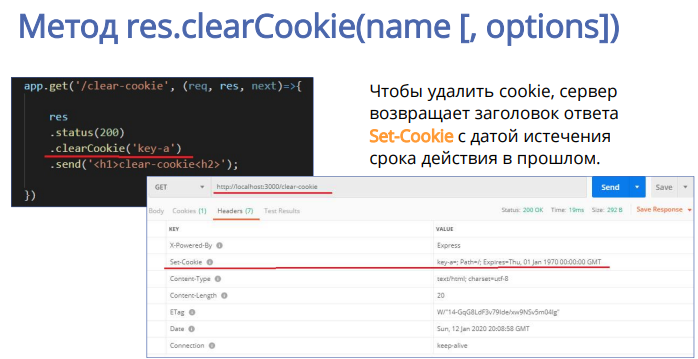 Метод res.clearCookie(name [, options])
app.get('/clear-cookie', (req, res, next)=>{
res
.status(200)
.clearCookie('key-a')
.send('<h1>clear-cookie<h2>');
})
Чтобы удалить cookie, сервер
возвращает заголовок ответа
Set-Cookie с датой истечения
срока действия в прошлом.
GET http://localhost:3000/clear-cookie Send Save
Body Cookies (1) Headers (7) Test Results Status: 200 OK Time: 19ms Size: 292 B Save Response
KEY VALUE
X-Powered-By Express
Set-Cookie key-a=; Path=/; Expires=Thu, 01 Jan 1970 00:00:00 GMT
Content-Type text/html; charset=utf-8
Content-Length 20
ETag
Date Sun, 12 Jan 2020 20:08:58 GMT
Connection keep-alive